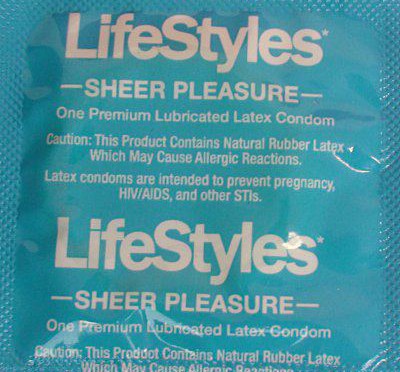 LifeStyles*
—SHEER PLEASURE—
One Premium Lubricated Latex Condom
Caution: This Product Contains Natural Rubber Latex
Which May Cause Allergic Reactions.
Latex condoms are intended to prevent pregnancy,
HIV/AIDS, and other STIs.
LifeStyles*
—SHEER PLEASURE—
One Premium Lubricated Latex Condom
Caution: This Product Contains Natural Rubber Latex
Which May Cause Allergic Reactions